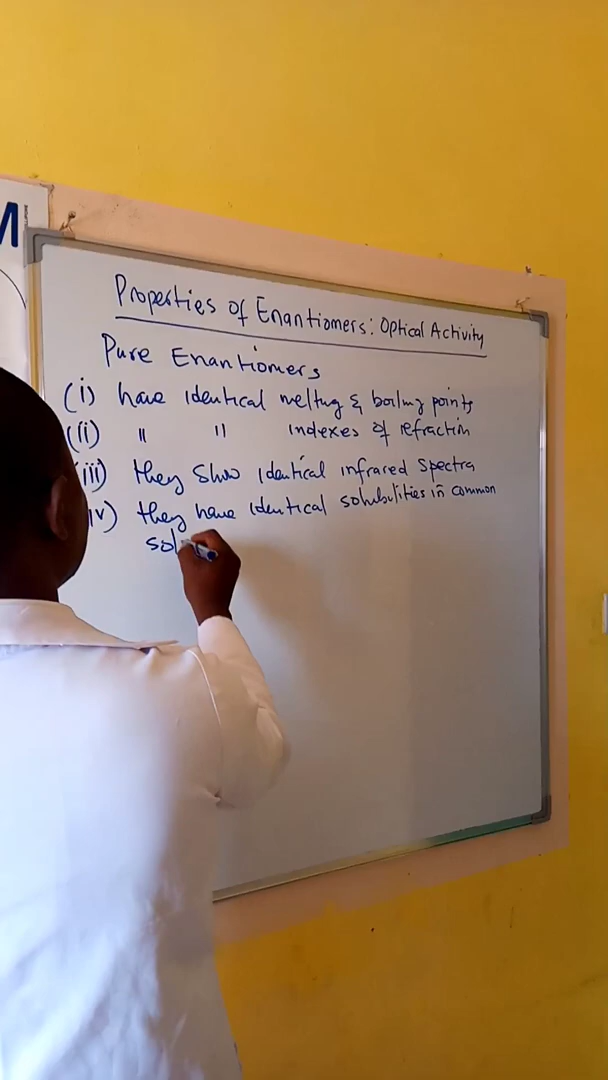 M
Properties of Enantiomers: Optical Activity
Pure Enantiomers
(i) have identical melting & boiling points
(ii) " " indexes of refraction
(iii) they show identical infrared spectra
iv) they have identical solubilities in common
sol